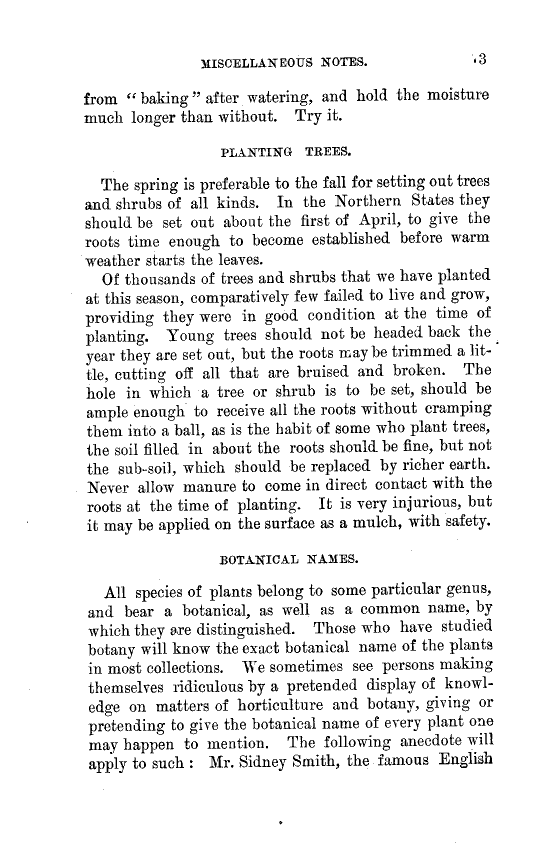 MISCELLANEOUS NOTES. 3
from “baking” after watering, and hold the moisture
much longer than without. Try it.
PLANTING TREES.
The spring is preferable to the fall for setting out trees
and shrubs of all kinds. In the Northern States they
should be set out about the first of April, to give the
roots time enough to become established before warm
weather starts the leaves.
Of thousands of trees and shrubs that we have planted
at this season, comparatively few failed to live and grow,
providing they were in good condition at the time of
planting. Young trees should not be headed back the
year they are set out, but the roots may be trimmed a lit-
tle, cutting off all that are bruised and broken. The
hole in which a tree or shrub is to be set, should be
ample enough to receive all the roots without cramping
them into a ball, as is the habit of some who plant trees,
the soil filled in about the roots should be fine, but not
the sub-soil, which should be replaced by richer earth.
Never allow manure to come in direct contact with the
roots at the time of planting. It is very injurious, but
it may be applied on the surface as a mulch, with safety.
BOTANICAL NAMES.
All species of plants belong to some particular genus,
and bear a botanical, as well as a common name, by
which they are distinguished. Those who have studied
botany will know the exact botanical name of the plants
in most collections. We sometimes see persons making
themselves ridiculous by a pretended display of knowl-
edge on matters of horticulture and botany, giving or
pretending to give the botanical name of every plant one
may happen to mention. The following anecdote will
apply to such : Mr. Sidney Smith, the famous English